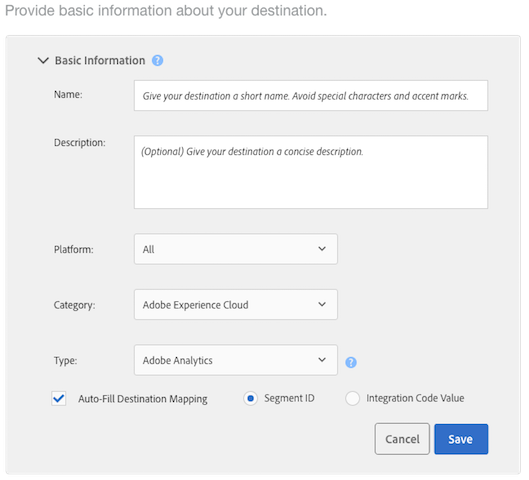 Provide basic information about your destination.
Basic Information ?
Name: Give your destination a short name. Avoid special characters and accent marks.
Description: (Optional) Give your destination a concise description.
Platform: All
Category: Adobe Experience Cloud
Type: Adobe Analytics ?
Auto-Fill Destination Mapping Segment ID Integration Code Value
Cancel Save